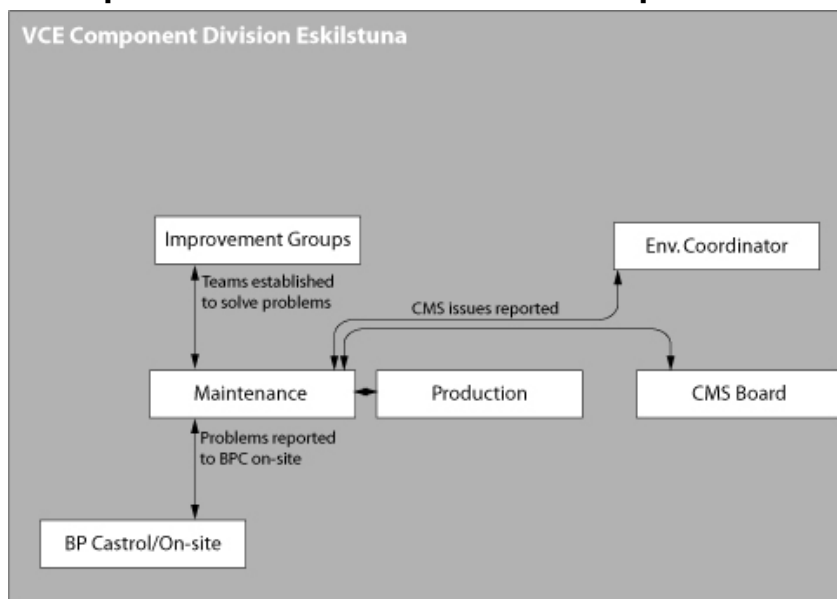 VCE Component Division Eskilstuna
Improvement Groups
Env. Coordinator
Teams established
to solve problems
CMS issues reported
Maintenance
Production
CMS Board
Problems reported
to BPC on-site
BP Castrol/On-site